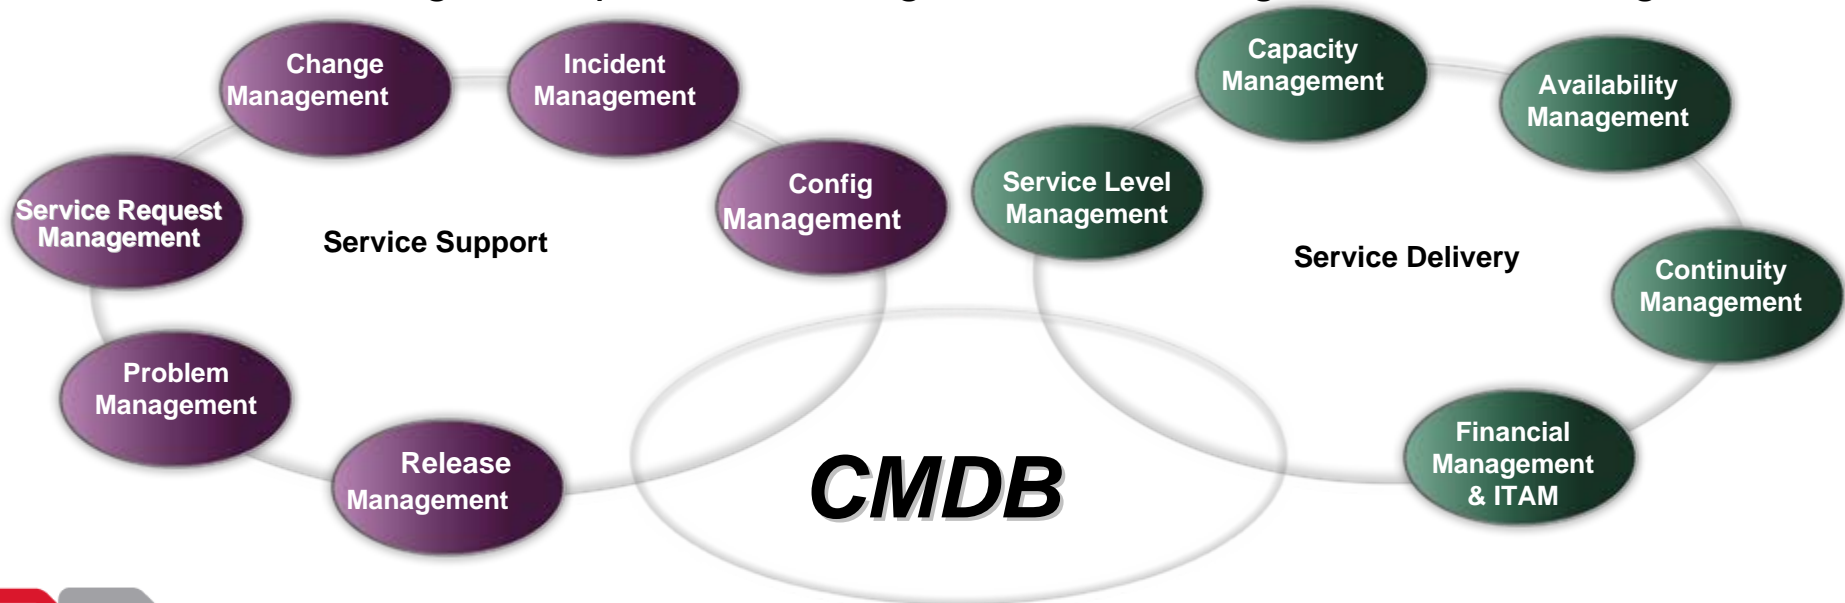 Change
Management
Incident
Management
Config
Management
Service Request
Management
Service Support
Problem
Management
Release
Management
Capacity
Management
Availability
Management
Service Level
Management
Service Delivery
Continuity
Management
Financial
Management
& ITAM
CMDB